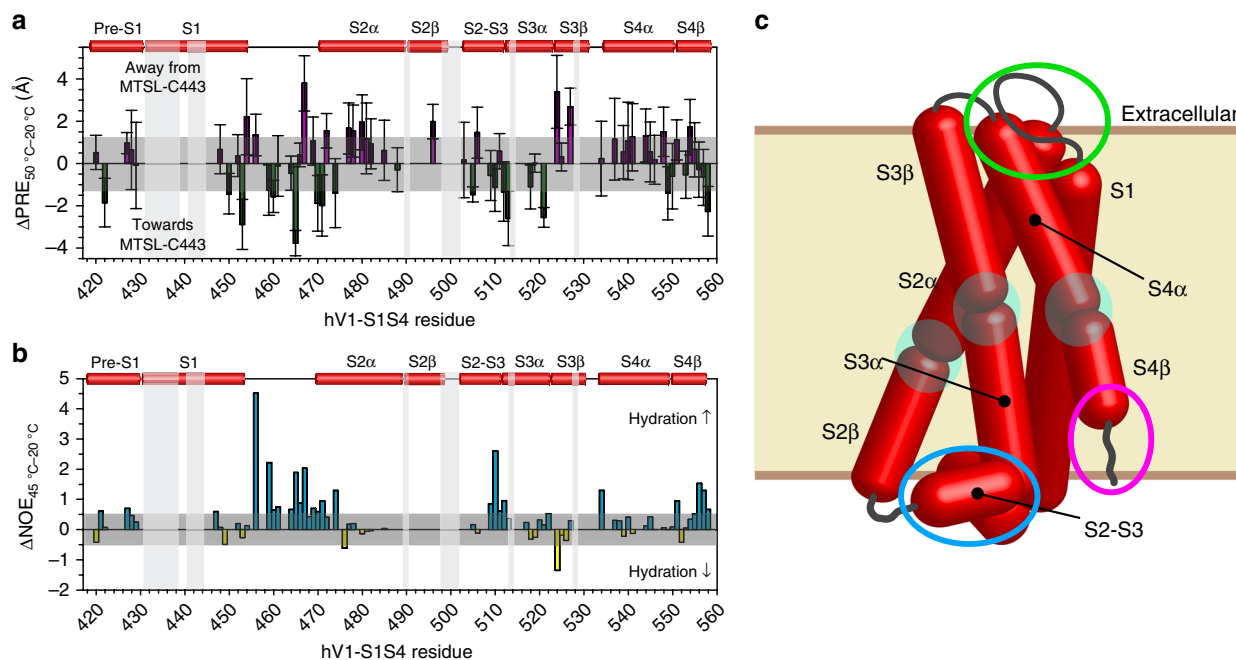 a
Pre-S1 S1 S2α S2β S2-S3 S3α S3β S4α S4β
ΔPRE50 °C–20 °C (Å)
4
2
0
−2
−4
Away from
MTSL-C443
Towards
MTSL-C443
420 430 440 450 460 470 480 490 500 510 520 530 540 550 560
hV1-S1S4 residue
b
Pre-S1 S1 S2α S2β S2-S3 S3α S3β S4α S4β
ΔNOE45 °C–20 °C
5
4
3
2
1
0
−1
−2
Hydration ↑
Hydration ↓
420 430 440 450 460 470 480 490 500 510 520 530 540 550 560
hV1-S1S4 residue
c
Extracellular
S3β
S1
S2α
S4α
S3α
S4β
S2β
S2-S3